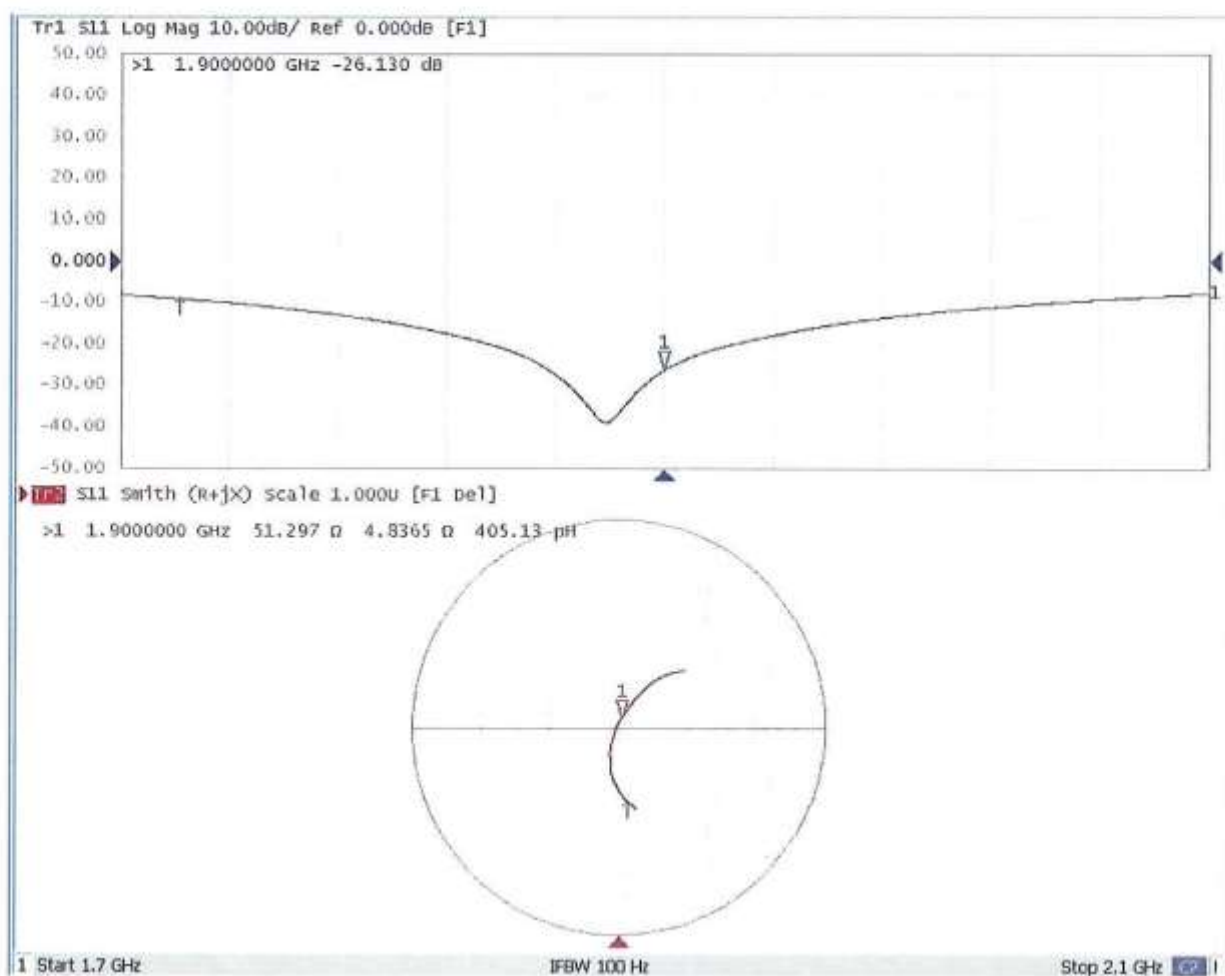 Tr1 S11 Log Mag 10.00dB/ Ref 0.000dB [F1]
50.00
>1 1.9000000 GHz -26.130 dB
40.00
30.00
20.00
10.00
0.000
-10.00
1
-20.00
1
-30.00
-40.00
-50.00
Tr2 S11 Smith (R+jX) Scale 1.000U [F1 Del]
>1 1.9000000 GHz 51.297 Ω 4.8365 Ω 405.13 pH
1
1 Start 1.7 GHz IFBW 100 Hz Stop 2.1 GHz C2